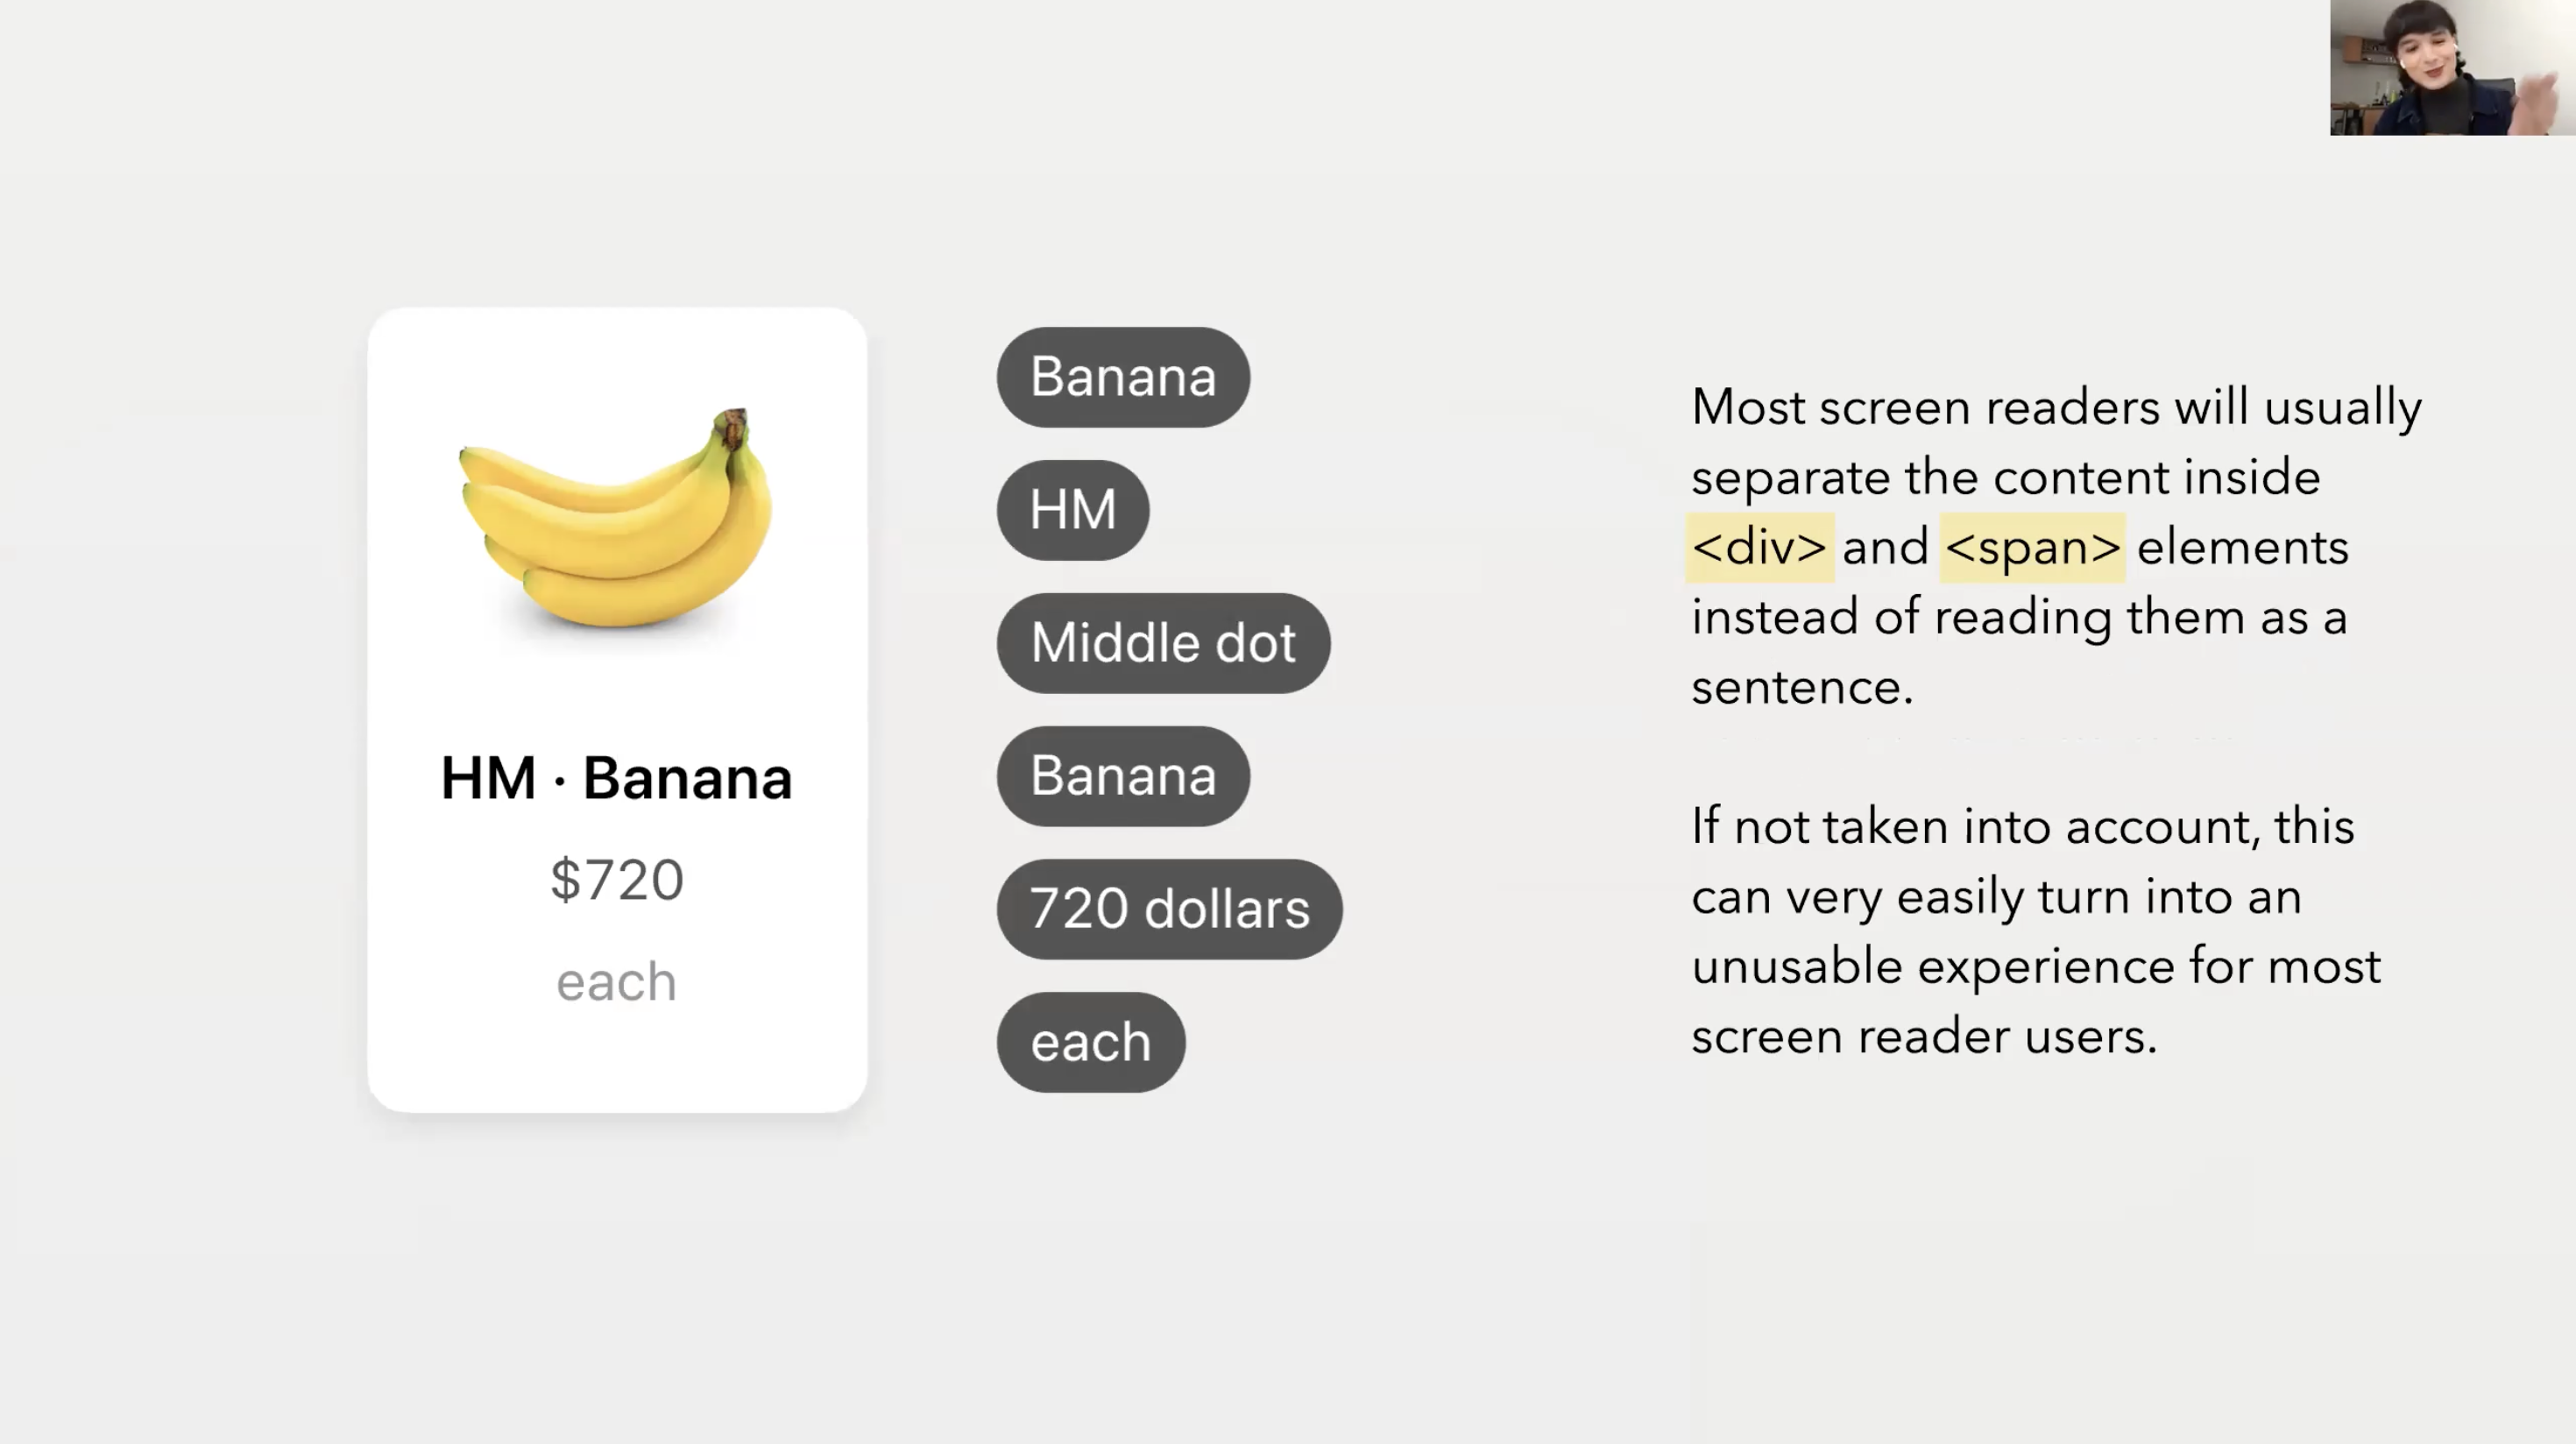 HM · Banana
$720
each
Banana
HM
Middle dot
Banana
720 dollars
each
Most screen readers will usually
separate the content inside
<div> and <span> elements
instead of reading them as a
sentence.
If not taken into account, this
can very easily turn into an
unusable experience for most
screen reader users.